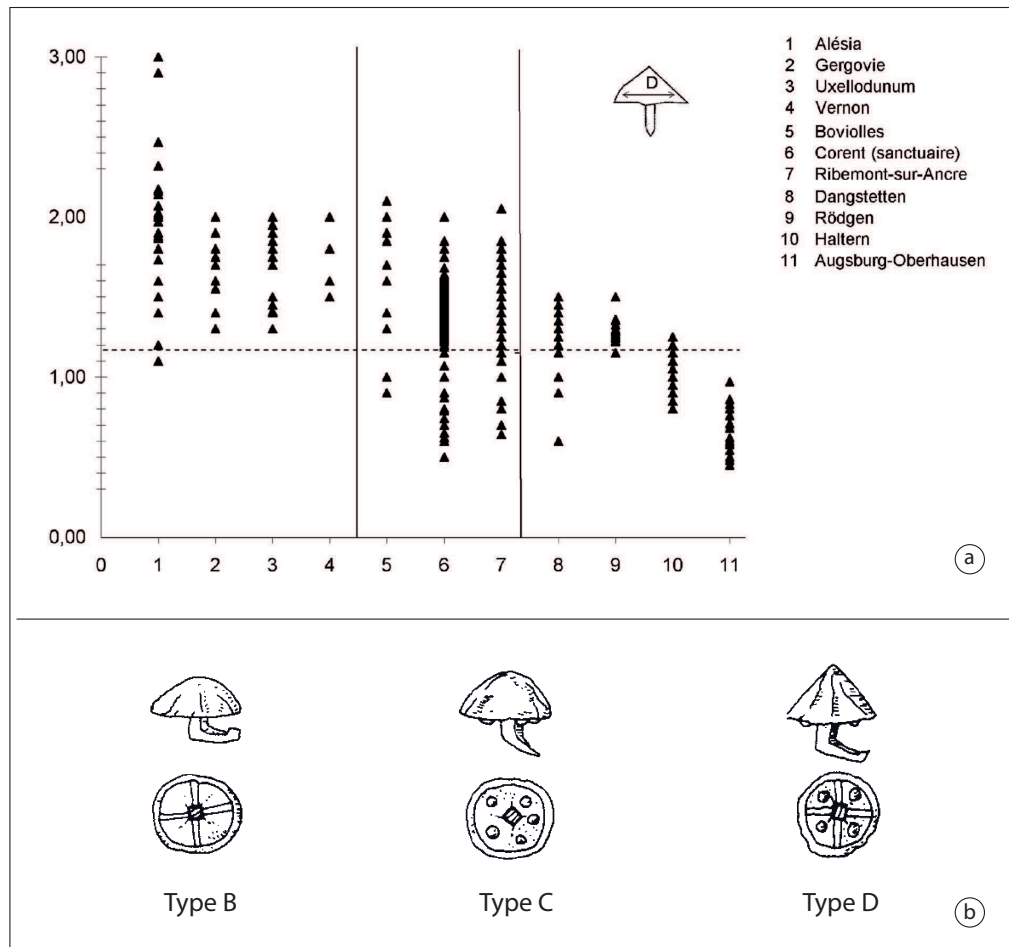 3,00
2,00
1,00
0,00
0 1 2 3 4 5 6 7 8 9 10 11
D
1 Alésia
2 Gergovie
3 Uxellodunum
4 Vernon
5 Boviolles
6 Corent (sanctuaire)
7 Ribemont-sur-Ancre
8 Dangstetten
9 Rödgen
10 Haltern
11 Augsburg-Oberhausen
a
Type B Type C Type D
b